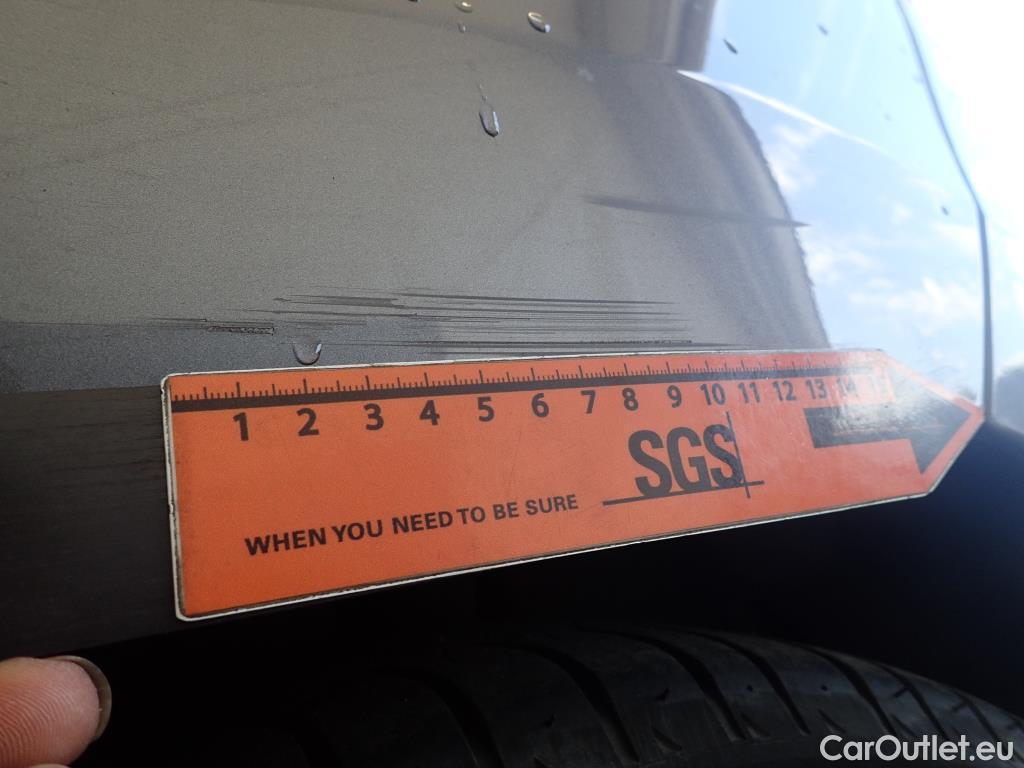 1 2 3 4 5 6 7 8 9 10 11 12 13 14
SGS
WHEN YOU NEED TO BE SURE
CarOutlet.eu